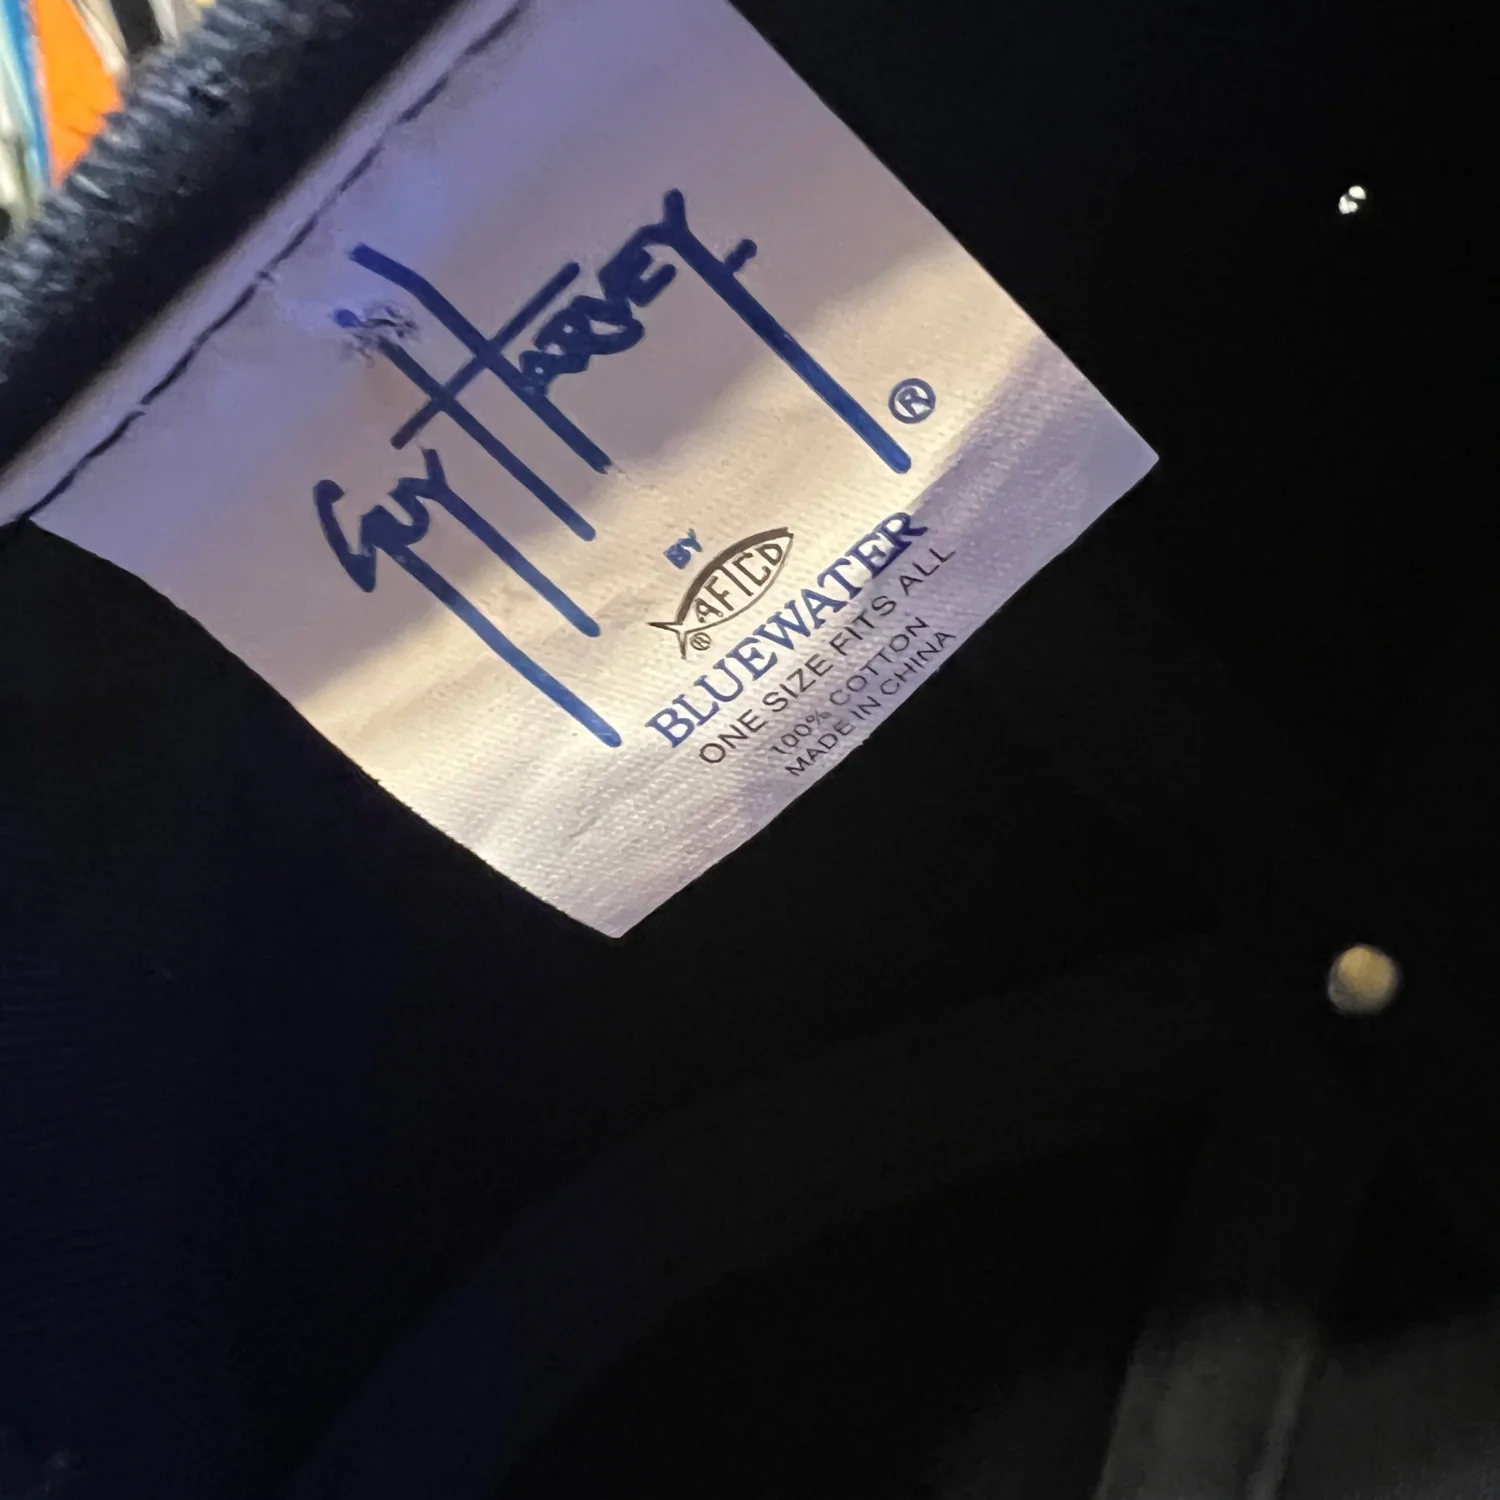 Guy Harvey ®
BY AFTCO ®
BLUEWATER
ONE SIZE FITS ALL
100% COTTON
MADE IN CHINA